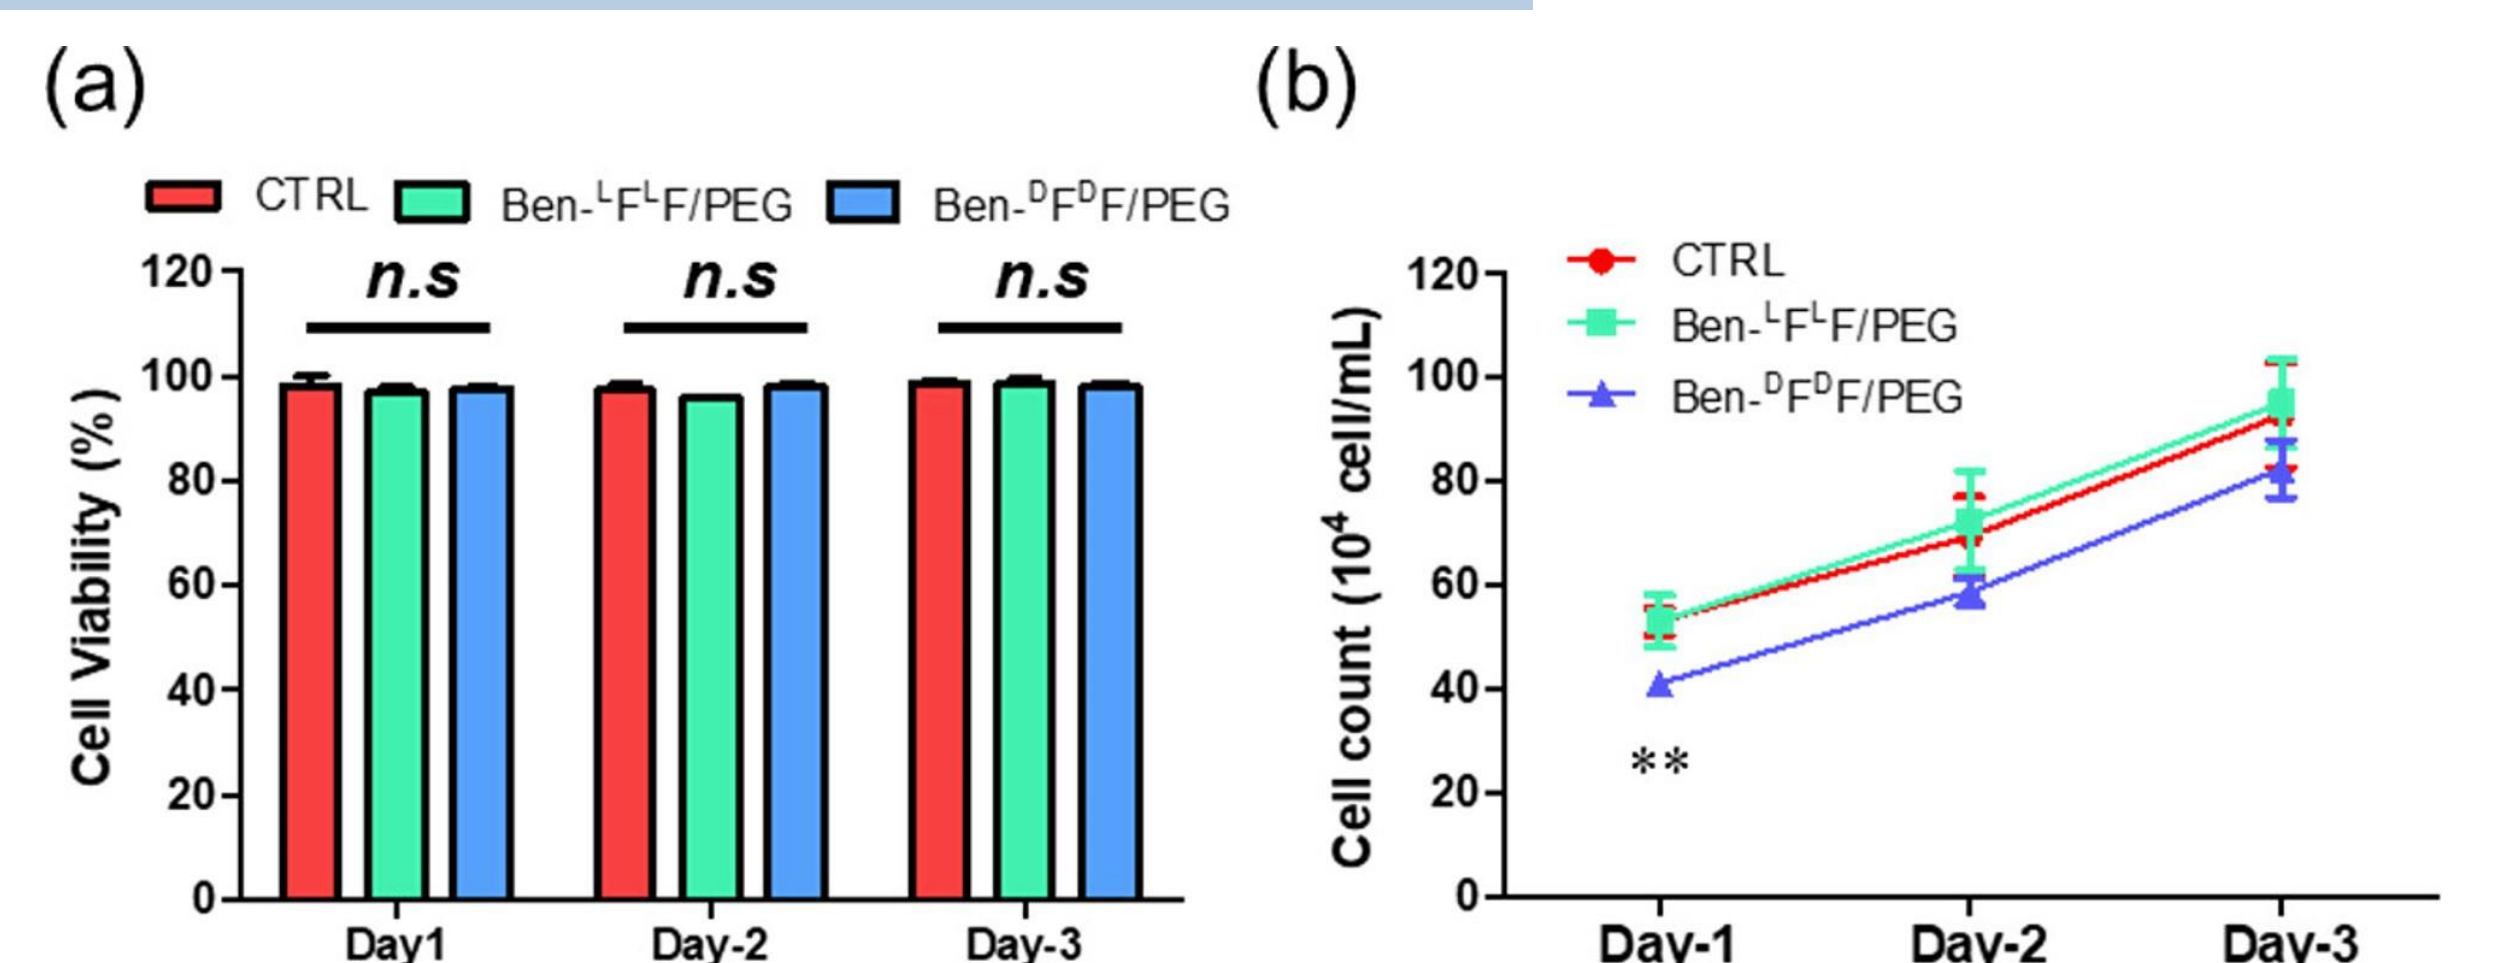 (a)
CTRL Ben-ᴸFᴸF/PEG Ben-ᴰFᴰF/PEG
n.s n.s n.s
120
100
80
60
40
20
0
Cell Viability (%)
Day1 Day-2 Day-3
(b)
CTRL
Ben-ᴸFᴸF/PEG
Ben-ᴰFᴰF/PEG
120
100
80
60
40
20
0
Cell count (10⁴ cell/mL)
**
Day-1 Day-2 Day-3